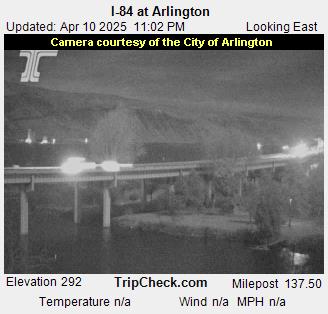 I-84 at Arlington
Updated: Apr 10 2025 11:02 PM Looking East
Camera courtesy of the City of Arlington
Elevation 292 TripCheck.com Milepost 137.50
Temperature n/a Wind n/a MPH n/a